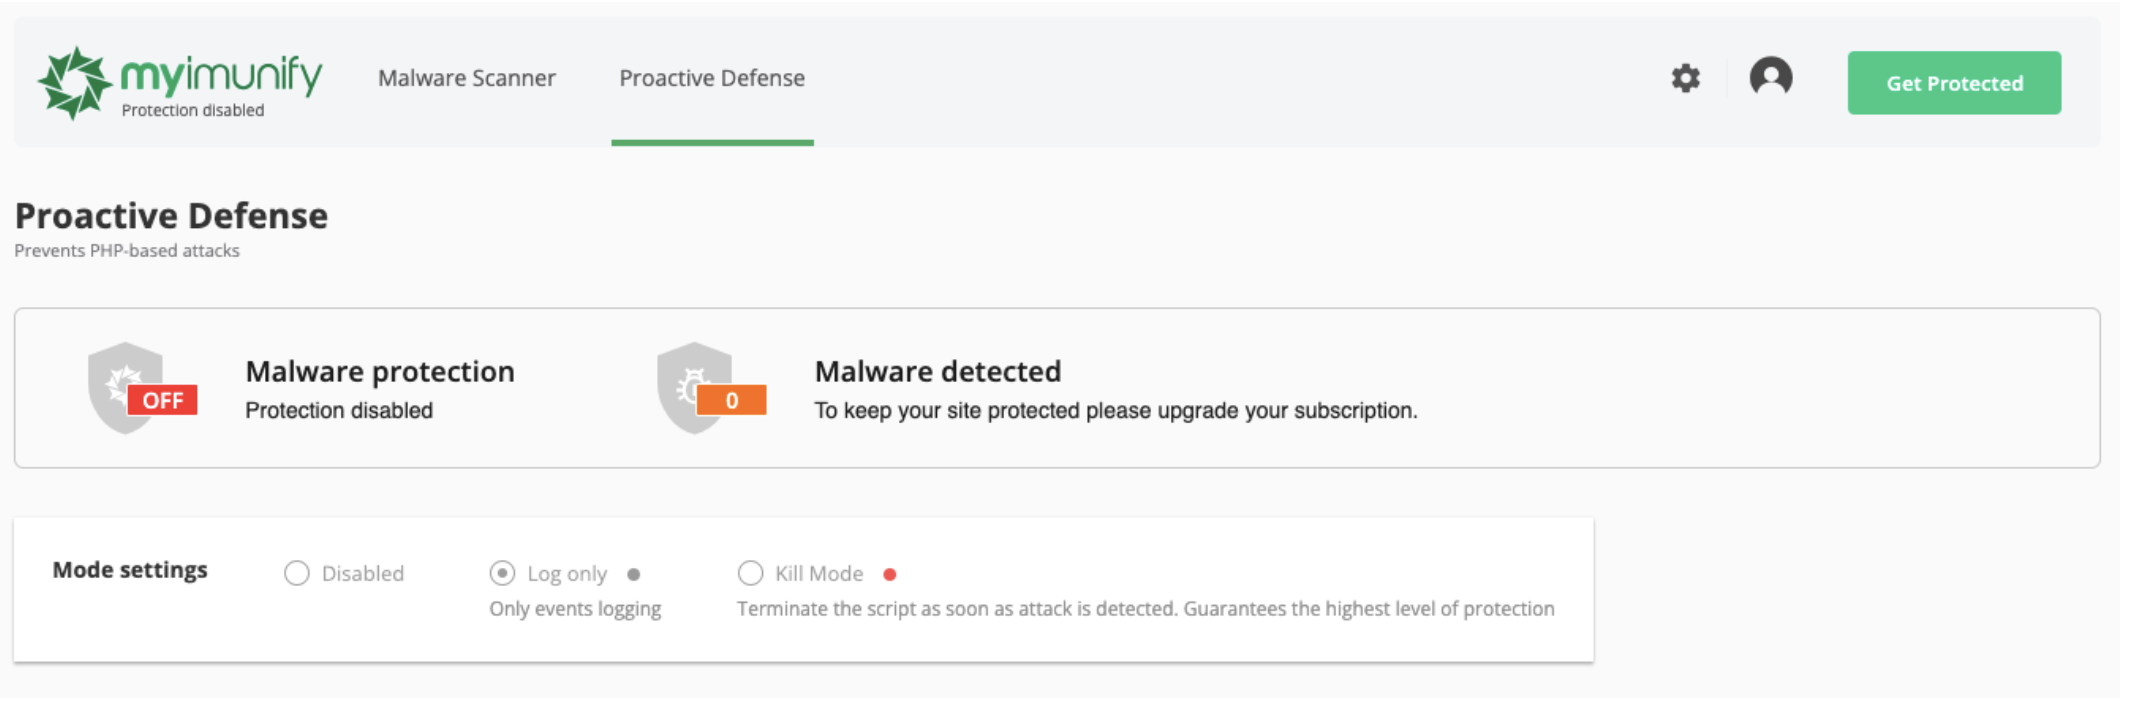 myimunify
Protection disabled
Malware Scanner
Proactive Defense
Get Protected
Proactive Defense
Prevents PHP-based attacks
OFF
Malware protection
Protection disabled
0
Malware detected
To keep your site protected please upgrade your subscription.
Mode settings
Disabled
Log only
Only events logging
Kill Mode
Terminate the script as soon as attack is detected. Guarantees the highest level of protection